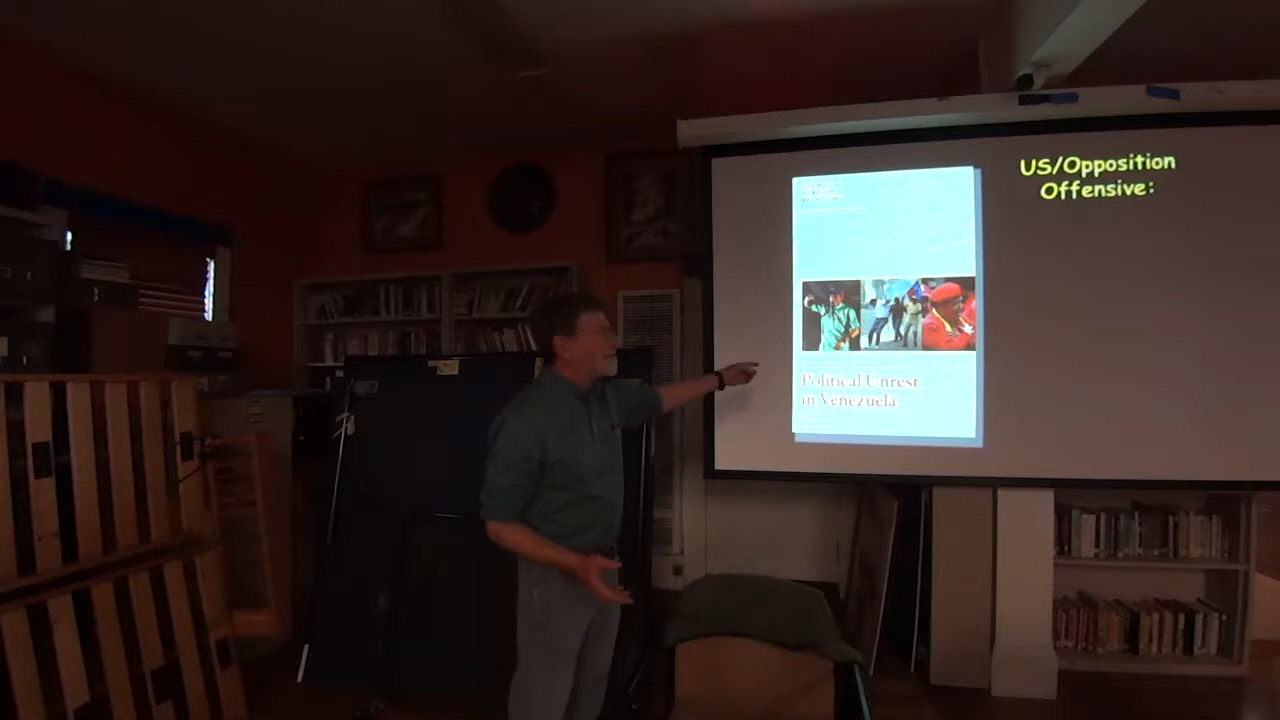 US/Opposition
Offensive:
Political Unrest
in Venezuela